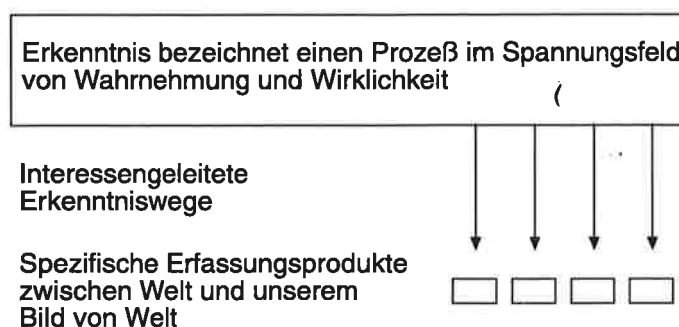 Erkenntnis bezeichnet einen Prozeß im Spannungsfeld
von Wahrnehmung und Wirklichkeit
Interessengeleitete
Erkenntniswege
Spezifische Erfassungsprodukte
zwischen Welt und unserem
Bild von Welt